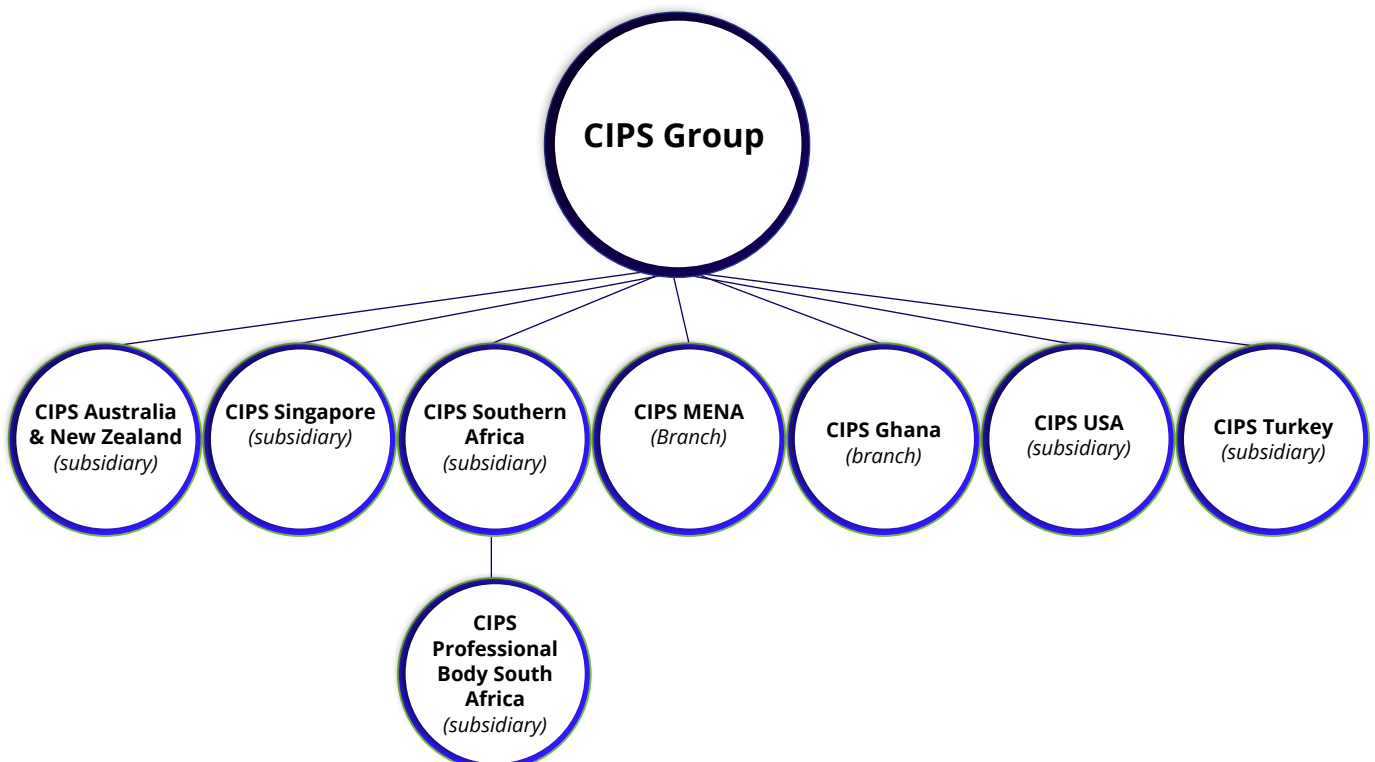 CIPS Group
CIPS Australia
& New Zealand
(subsidiary)
CIPS Singapore
(subsidiary)
CIPS Southern
Africa
(subsidiary)
CIPS MENA
(Branch)
CIPS Ghana
(branch)
CIPS USA
(subsidiary)
CIPS Turkey
(subsidiary)
CIPS
Professional
Body South
Africa
(subsidiary)